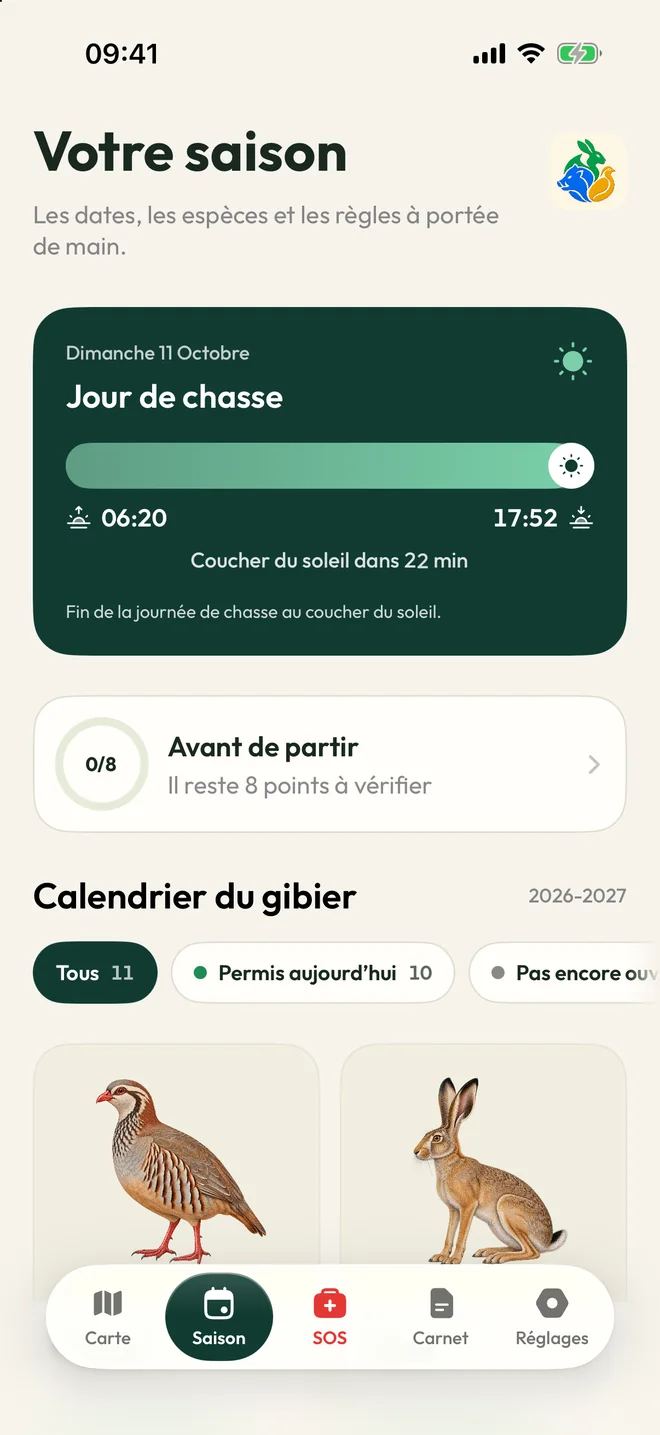 09:41
Votre saison
Les dates, les espèces et les règles à portée
de main.
Dimanche 11 Octobre
Jour de chasse
06:20
17:52
Coucher du soleil dans 22 min
Fin de la journée de chasse au coucher du soleil.
0/8
Avant de partir
Il reste 8 points à vérifier
Calendrier du gibier
2026-2027
Tous 11
Permis aujourd’hui 10
Pas encore ouv
Carte
Saison
SOS
Carnet
Réglages